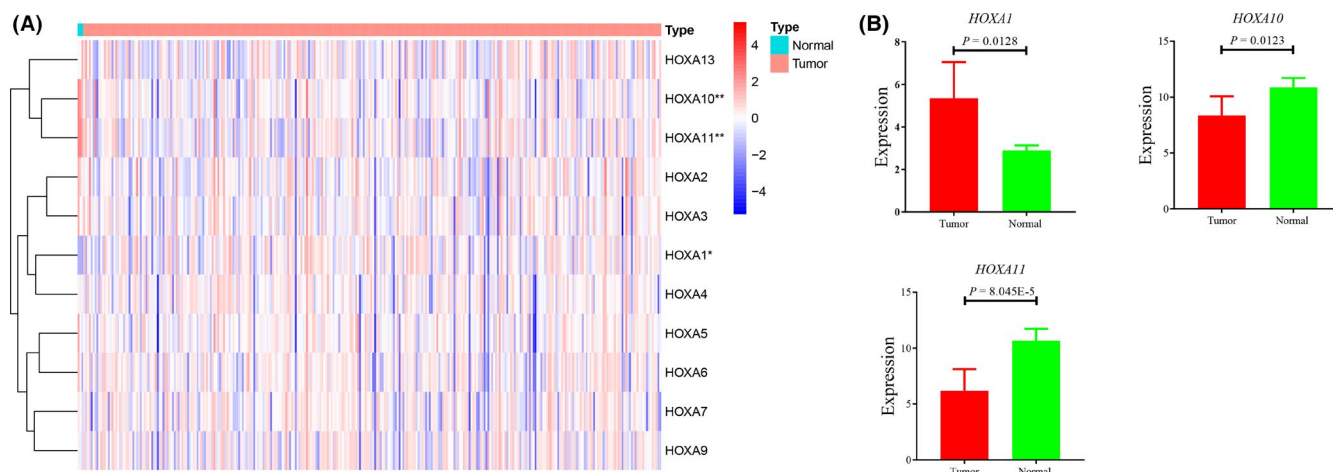 (A)
Type
HOXA13
HOXA10**
HOXA11**
HOXA2
HOXA3
HOXA1*
HOXA4
HOXA5
HOXA6
HOXA7
HOXA9
4
2
0
−2
−4
Type
Normal
Tumor
(B)
HOXA1
P = 0.0128
Expression
8
6
4
2
0
Tumor
Normal
HOXA10
P = 0.0123
Expression
15
10
5
0
Tumor
Normal
HOXA11
P = 8.045E-5
Expression
15
10
5
Tumor
Normal